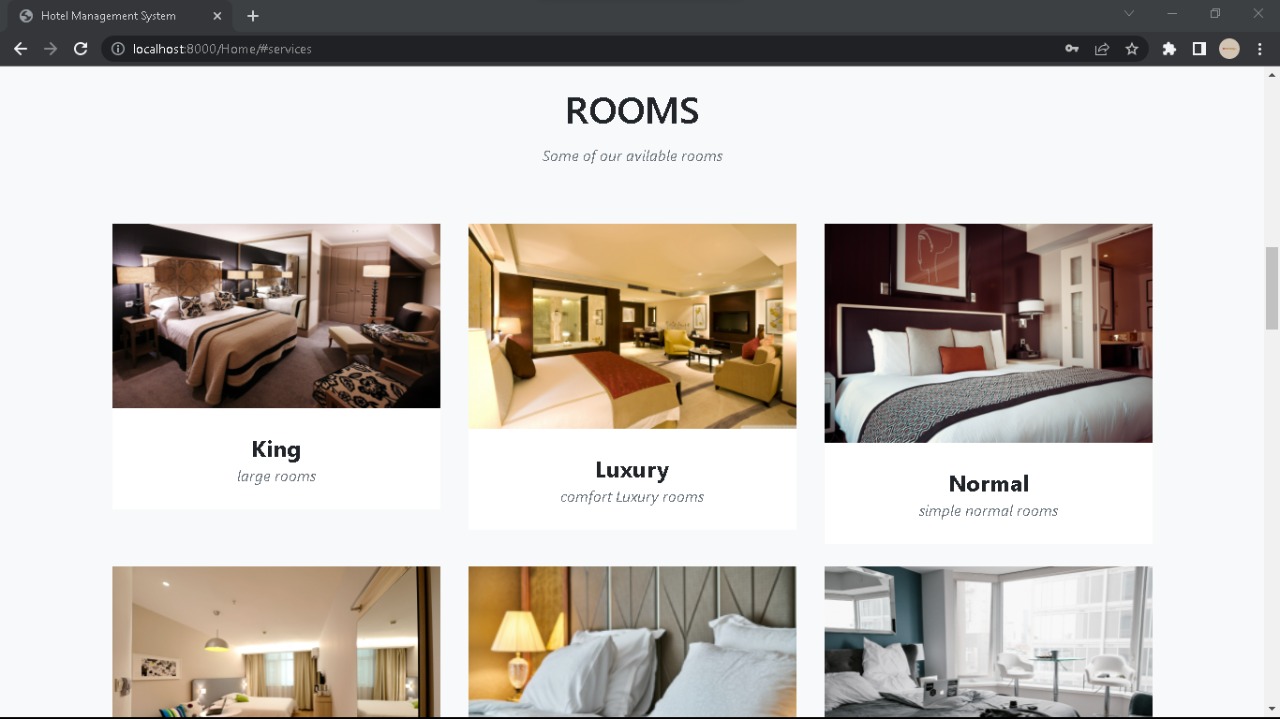 Hotel Management System
localhost:8000/Home/#services
ROOMS
Some of our avilable rooms
King
large rooms
Luxury
comfort Luxury rooms
Normal
simple normal rooms